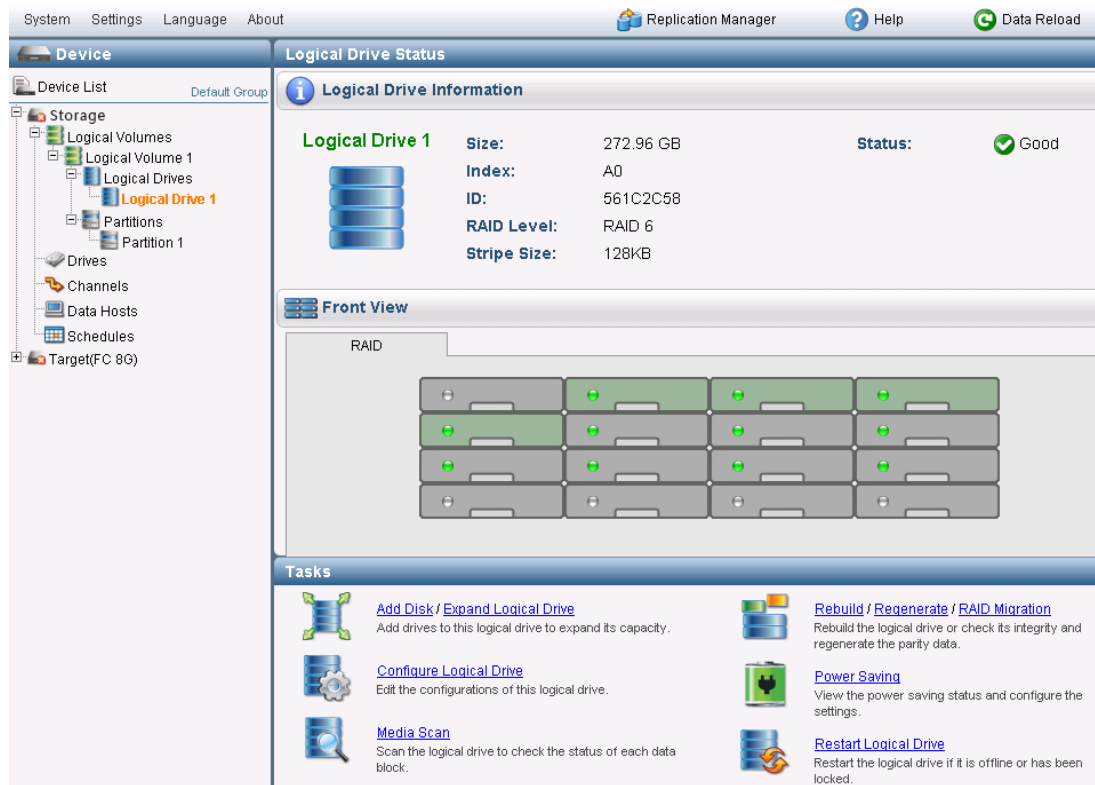 System Settings Language About
Replication Manager Help Data Reload
Device
Device List Default Group
Storage
Logical Volumes
Logical Volume 1
Logical Drives
Logical Drive 1
Partitions
Partition 1
Drives
Channels
Data Hosts
Schedules
Target(FC 8G)
Logical Drive Status
Logical Drive Information
Logical Drive 1
Size: 272.96 GB
Status: Good
Index: A0
ID: 561C2C58
RAID Level: RAID 6
Stripe Size: 128KB
Front View
RAID
Tasks
Add Disk / Expand Logical Drive
Add drives to this logical drive to expand its capacity.
Configure Logical Drive
Edit the configurations of this logical drive.
Media Scan
Scan the logical drive to check the status of each data
block.
Rebuild / Regenerate / RAID Migration
Rebuild the logical drive or check its integrity and
regenerate the parity data.
Power Saving
View the power saving status and configure the
settings.
Restart Logical Drive
Restart the logical drive if it is offline or has been
locked.